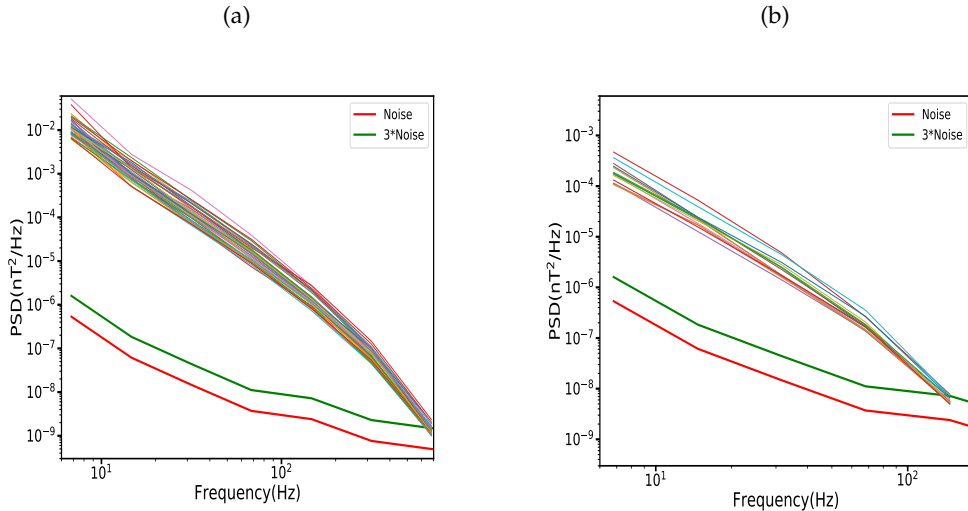 (a)
(b)
PSD(nT²/Hz)
10⁻²
10⁻³
10⁻⁴
10⁻⁵
10⁻⁶
10⁻⁷
10⁻⁸
10⁻⁹
10¹
10²
Frequency(Hz)
Noise
3*Noise
PSD(nT²/Hz)
10⁻³
10⁻⁴
10⁻⁵
10⁻⁶
10⁻⁷
10⁻⁸
10⁻⁹
10¹
10²
Frequency(Hz)
Noise
3*Noise